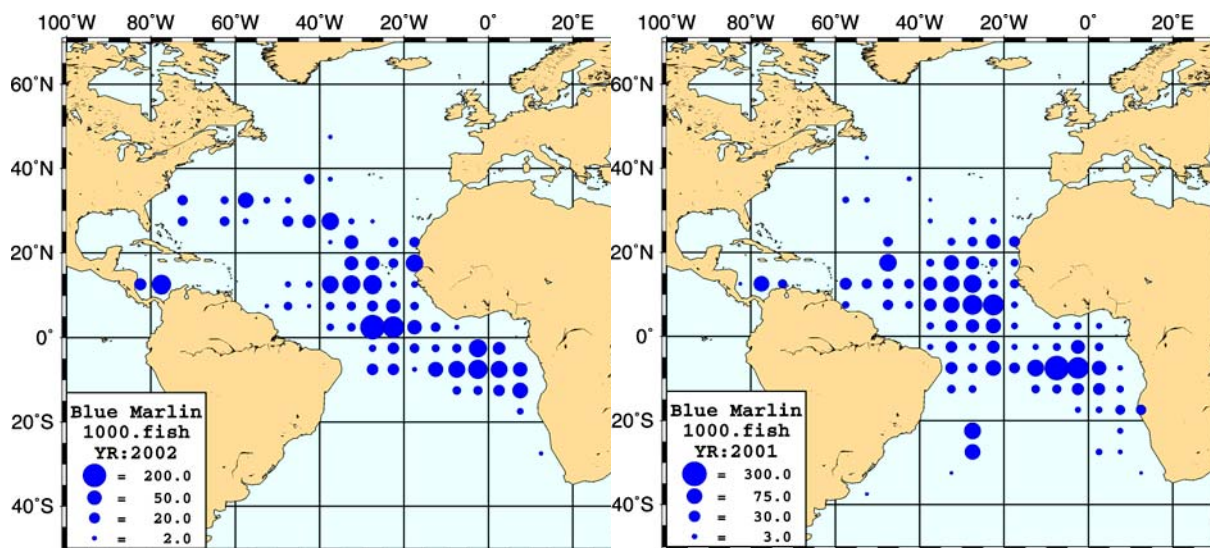 100°W 80°W 60°W 40°W 20°W 0° 20°E
60°N
40°N
20°N
0°
20°S
40°S
Blue Marlin
1000.fish
YR:2002
= 200.0
= 50.0
= 20.0
= 2.0
100°W 80°W 60°W 40°W 20°W 0° 20°E
60°N
40°N
20°N
0°
20°S
40°S
Blue Marlin
1000.fish
YR:2001
= 300.0
= 75.0
= 30.0
= 3.0